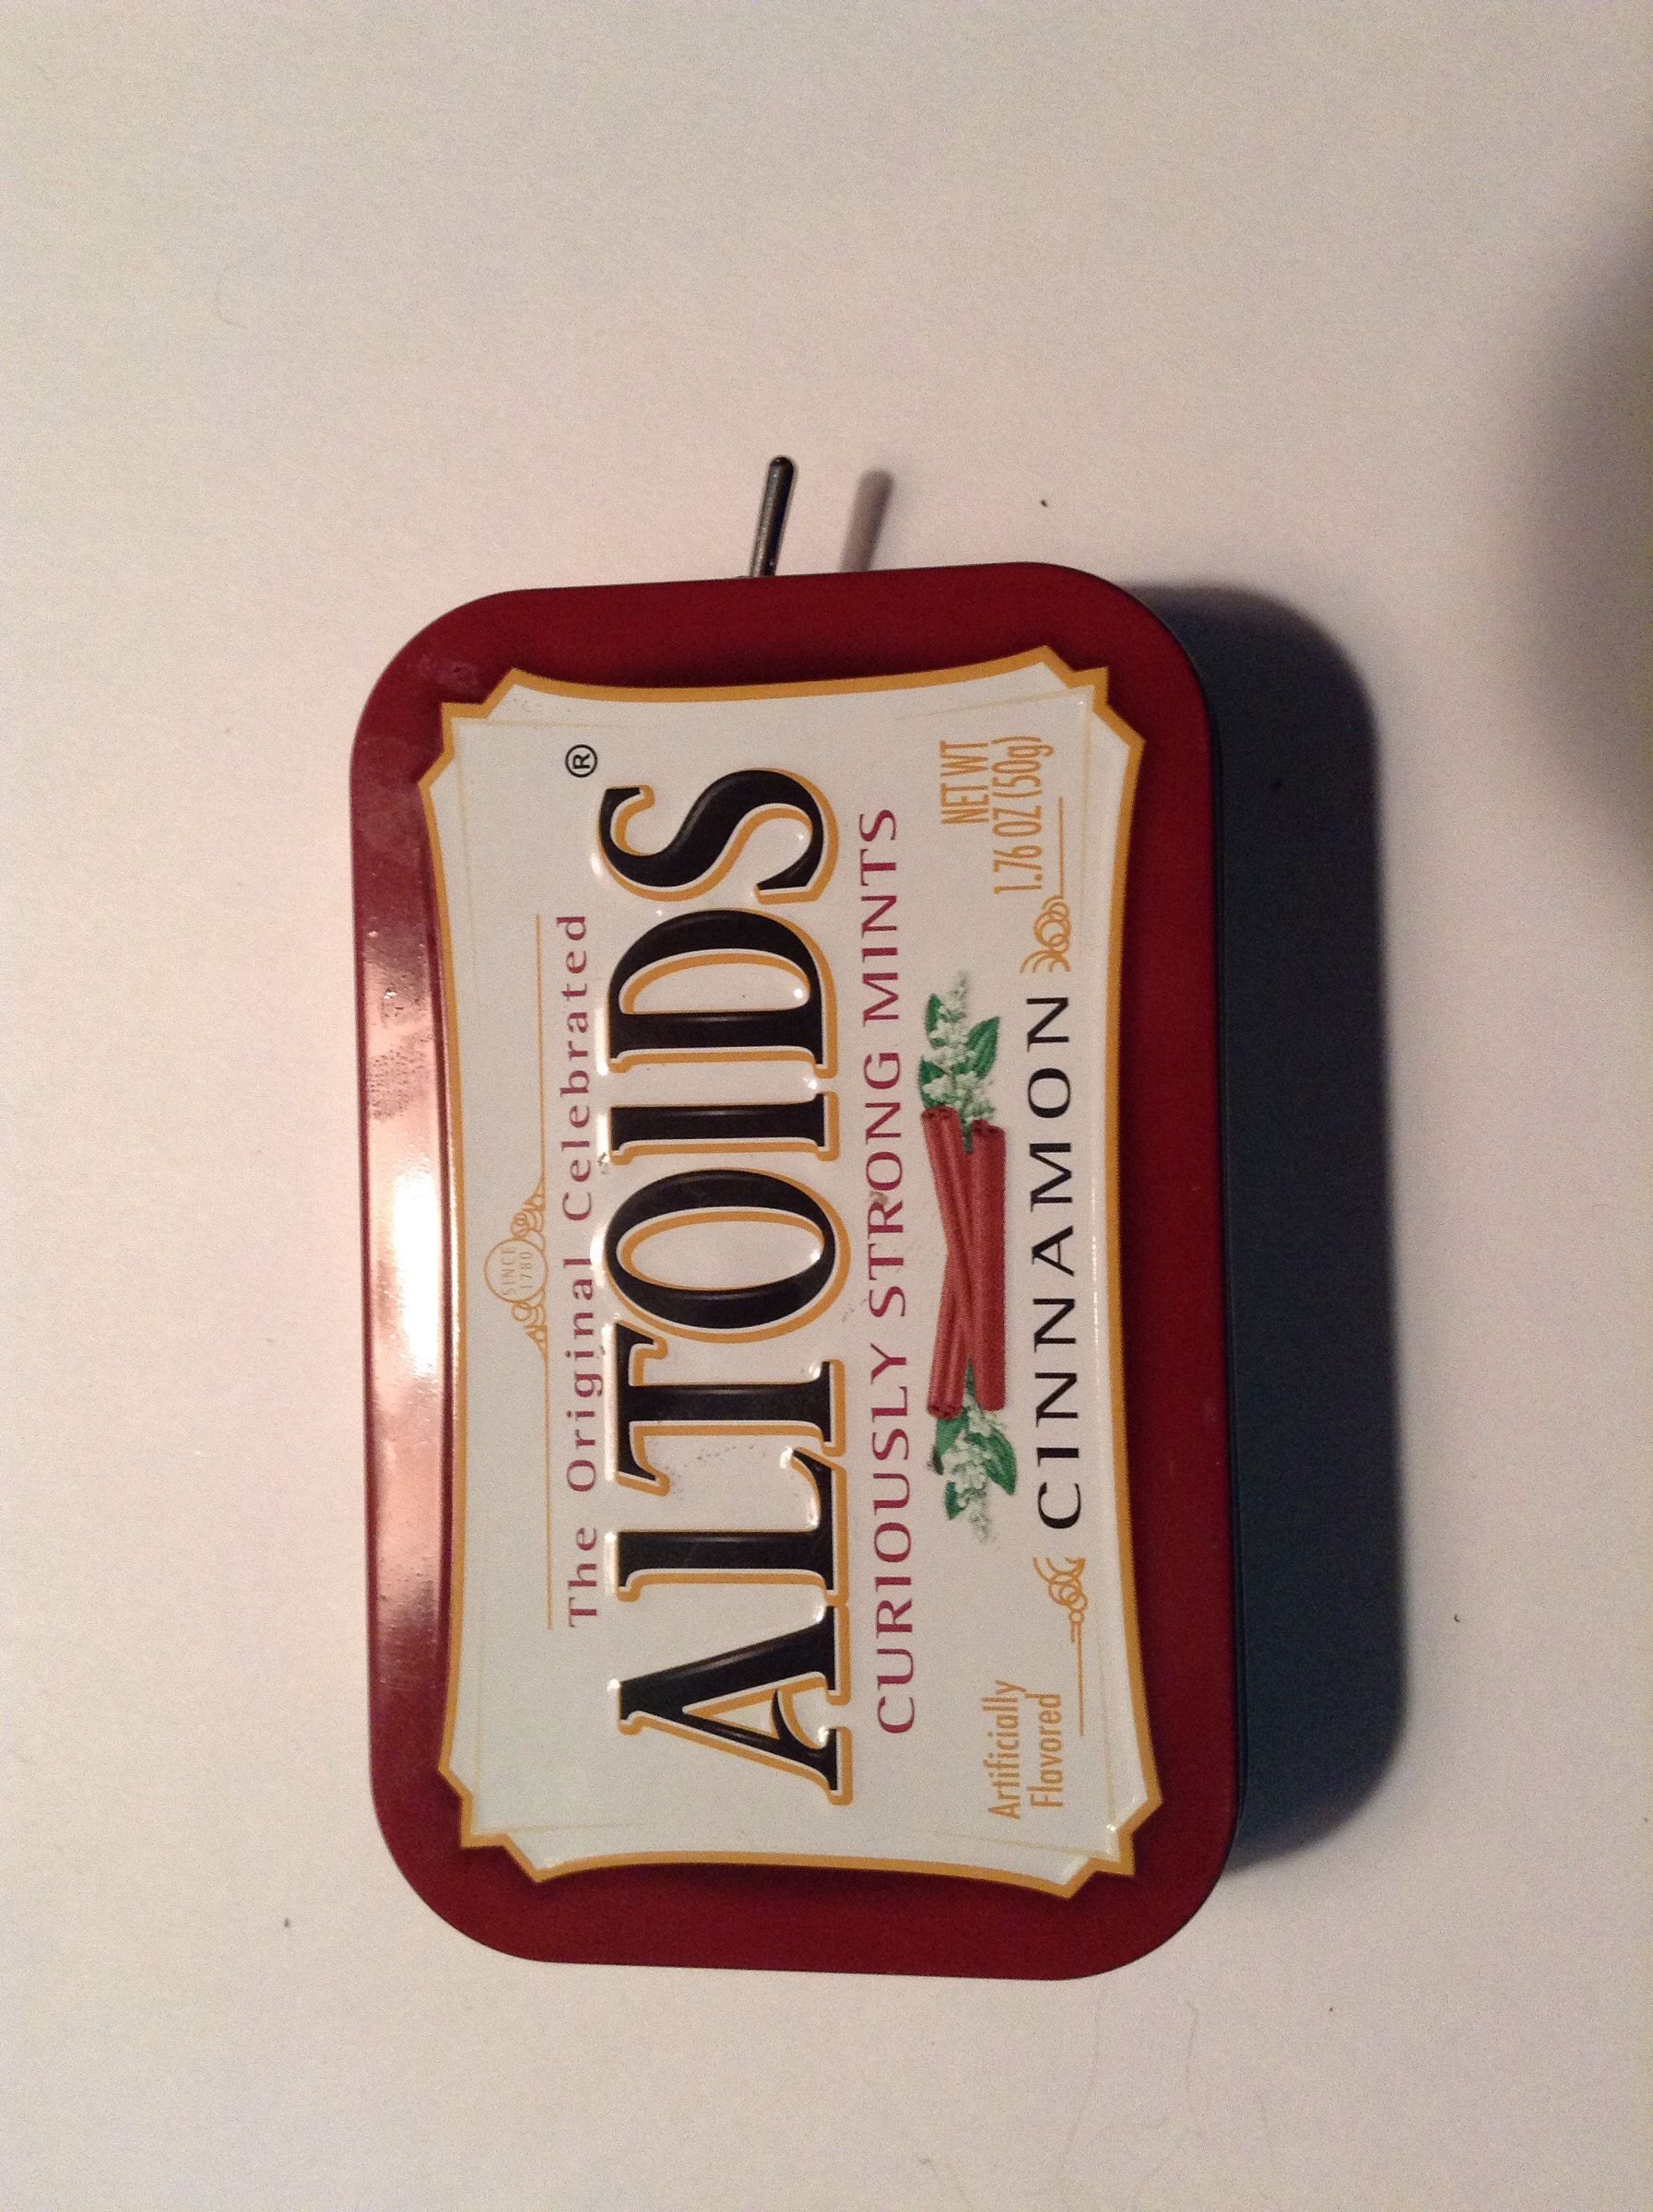 SINCE
1780
The Original Celebrated
ALTOIDS®
CURIOUSLY STRONG MINTS
Artificially
Flavored
CINNAMON
NET WT
1.76 OZ (50g)